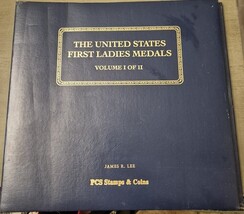 THE UNITED STATES
FIRST LADIES MEDALS
VOLUME I OF II
JAMES E. LEE
PCS Stamps & Coins